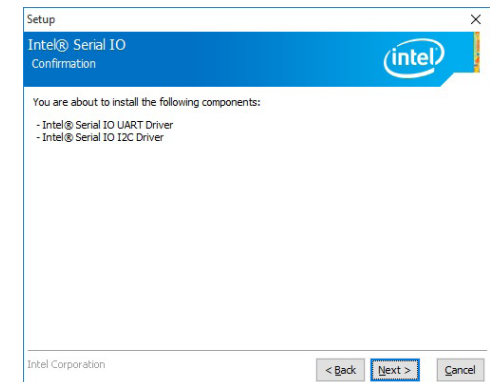 Setup
Intel® Serial IO
Confirmation
intel
You are about to install the following components:
- Intel® Serial IO UART Driver
- Intel® Serial IO I2C Driver
Intel Corporation
< Back
Next >
Cancel